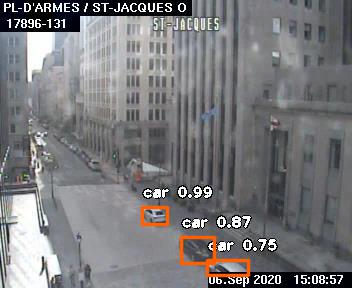 PL-D'ARMES / ST-JACQUES O
17896-131
ST-JACQUES
car 0.99
car 0.87
car 0.75
06.Sep 2020 15:08:57